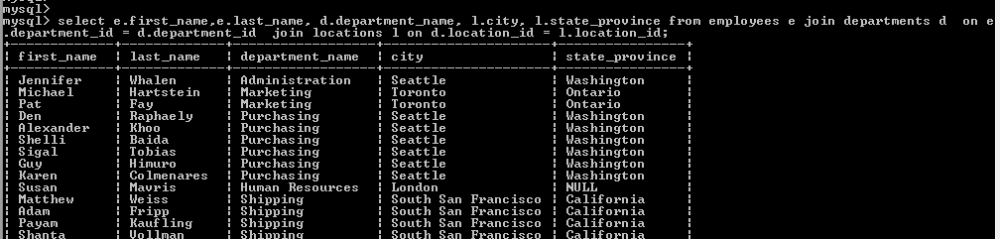 mysql>
mysql> select e.first_name,e.last_name, d.department_name, l.city, l.state_province from employees e join departments d  on e
.department_id = d.department_id  join locations l on d.location_id = l.location_id;
| first_name | last_name | department_name | city | state_province |
| Jennifer | Whalen | Administration | Seattle | Washington |
| Michael | Hartstein | Marketing | Toronto | Ontario |
| Pat | Fay | Marketing | Toronto | Ontario |
| Den | Raphaely | Purchasing | Seattle | Washington |
| Alexander | Khoo | Purchasing | Seattle | Washington |
| Shelli | Baida | Purchasing | Seattle | Washington |
| Sigal | Tobias | Purchasing | Seattle | Washington |
| Guy | Himuro | Purchasing | Seattle | Washington |
| Karen | Colmenares | Purchasing | Seattle | Washington |
| Susan | Mavris | Human Resources | London | NULL |
| Matthew | Weiss | Shipping | South San Francisco | California |
| Adam | Fripp | Shipping | South San Francisco | California |
| Payam | Kaufling | Shipping | South San Francisco | California |
| Shanta | Vollman | Shipping | South San Francisco | California |